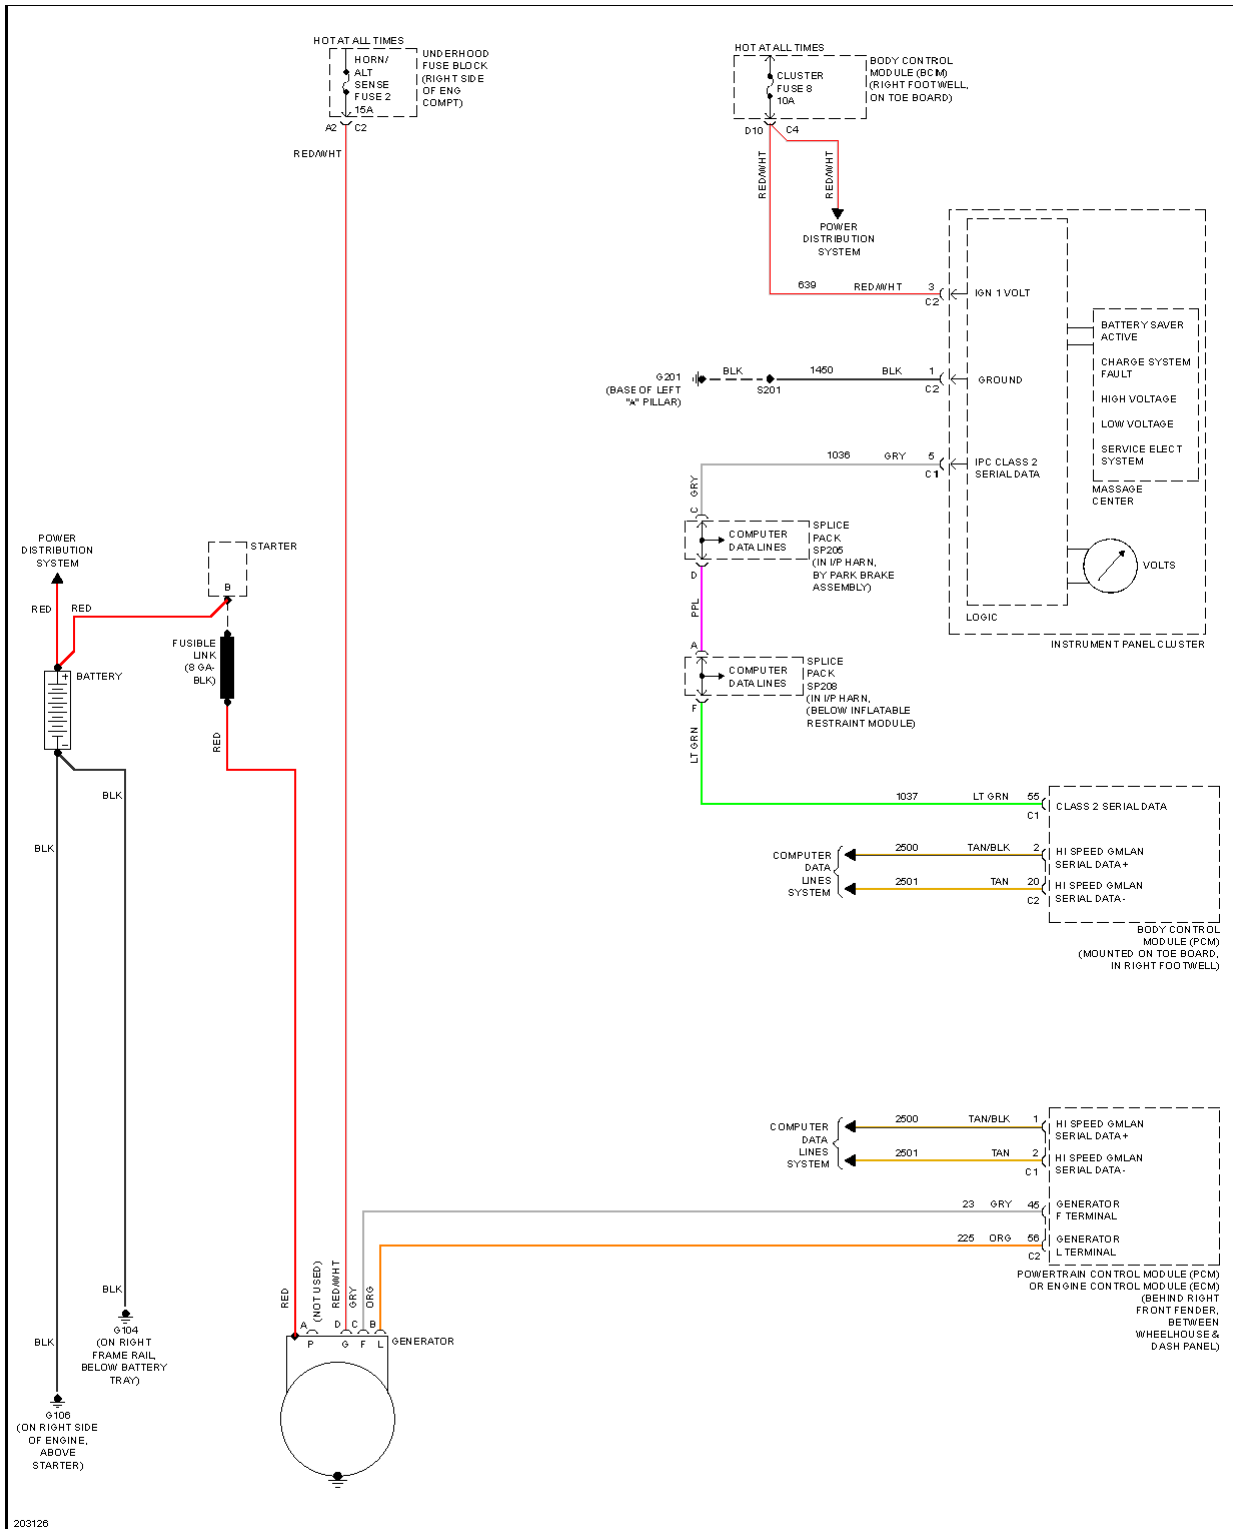 HOT AT ALL TIMES
HORN/
ALT
SENSE
FUSE 2
15A
UNDERHOOD
FUSE BLOCK
(RIGHT SIDE
OF ENG
COMPT)
A2 C2
RED/WHT
HOT AT ALL TIMES
CLUSTER
FUSE 8
10A
BODY CONTROL
MODULE (BCM)
(RIGHT FOOTWELL,
ON TOE BOARD)
D10 C4
RED/WHT
RED/WHT
POWER
DISTRIBUTION
SYSTEM
639 RED/WHT 3
C2
IGN 1 VOLT
G201
(BASE OF LEFT
"A" PILLAR)
BLK
S201
1450 BLK 1
C2
GROUND
1036 GRY 5
C1
IPC CLASS 2
SERIAL DATA
BATTERY SAVER
ACTIVE
CHARGE SYSTEM
FAULT
HIGH VOLTAGE
LOW VOLTAGE
SERVICE ELECT
SYSTEM
MASSAGE
CENTER
VOLTS
LOGIC
INSTRUMENT PANEL CLUSTER
GRY
C
COMPUTER
DATA LINES
SPLICE
PACK
SP205
(IN I/P HARN,
BY PARK BRAKE
ASSEMBLY)
D
PPL
A
COMPUTER
DATA LINES
SPLICE
PACK
SP208
(IN I/P HARN,
(BELOW INFLATABLE
RESTRAINT MODULE)
F
LT GRN
POWER
DISTRIBUTION
SYSTEM
RED
RED
STARTER
B
FUSIBLE
LINK
(8 GA-
BLK)
BATTERY
+
-
RED
BLK
BLK
1037 LT GRN 55
C1
CLASS 2 SERIAL DATA
COMPUTER
DATA
LINES
SYSTEM
2500 TAN/BLK 2
HI SPEED GMLAN
SERIAL DATA+
2501 TAN 20
C2
HI SPEED GMLAN
SERIAL DATA-
BODY CONTROL
MODULE (PCM)
(MOUNTED ON TOE BOARD,
IN RIGHT FOOTWELL)
COMPUTER
DATA
LINES
SYSTEM
2500 TAN/BLK 1
HI SPEED GMLAN
SERIAL DATA+
2501 TAN 2
C1
HI SPEED GMLAN
SERIAL DATA-
23 GRY 45
GENERATOR
F TERMINAL
225 ORG 56
C2
GENERATOR
L TERMINAL
POWERTRAIN CONTROL MODULE (PCM)
OR ENGINE CONTROL MODULE (ECM)
(BEHIND RIGHT
FRONT FENDER,
BETWEEN
WHEELHOUSE &
DASH PANEL)
BLK
G104
(ON RIGHT
FRAME RAIL,
BELOW BATTERY
TRAY)
BLK
G106
(ON RIGHT SIDE
OF ENGINE,
ABOVE
STARTER)
RED
(NOT USED)
RED/WHT
GRY
ORG
A D C B
P G F L
GENERATOR
203126